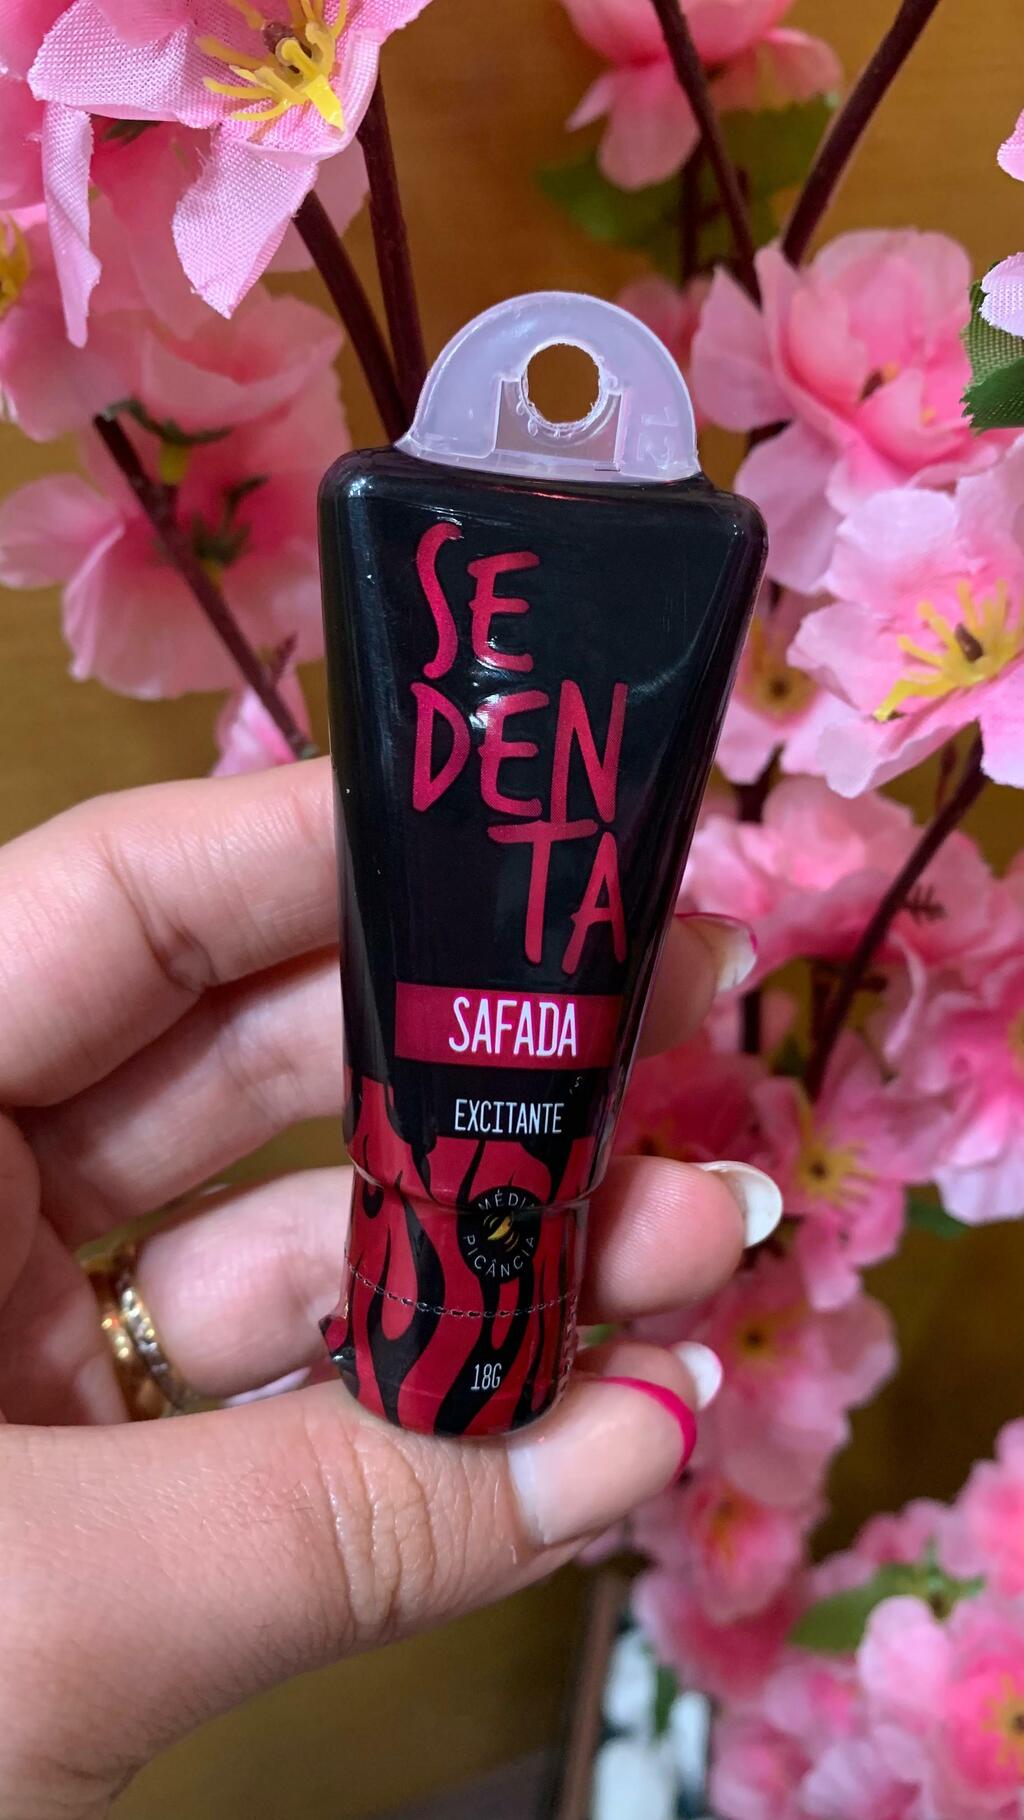 SE
DEN
TA
SAFADA
EXCITANTE
MÉDIA
PICÂNCIA
18G